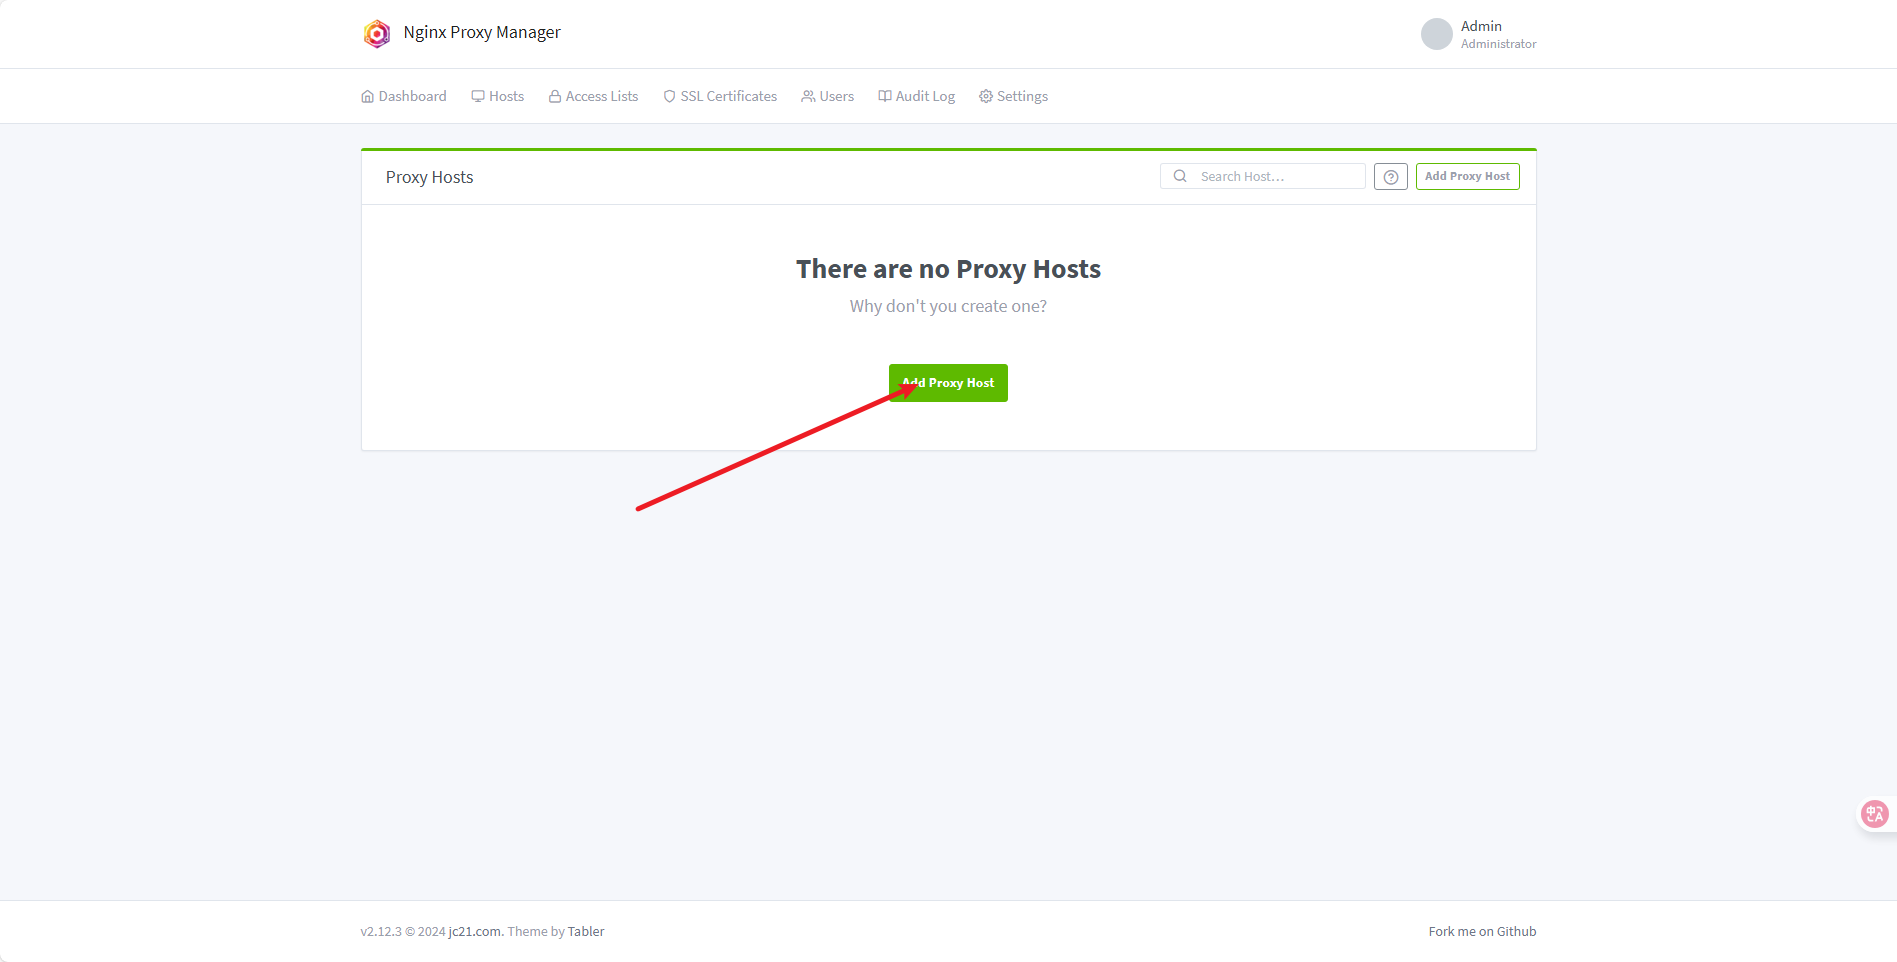 Nginx Proxy Manager
Admin
Administrator
Dashboard Hosts Access Lists SSL Certificates Users Audit Log Settings
Proxy Hosts
Search Host...
Add Proxy Host
There are no Proxy Hosts
Why don't you create one?
Add Proxy Host
中A
v2.12.3 © 2024 jc21.com. Theme by Tabler
Fork me on Github